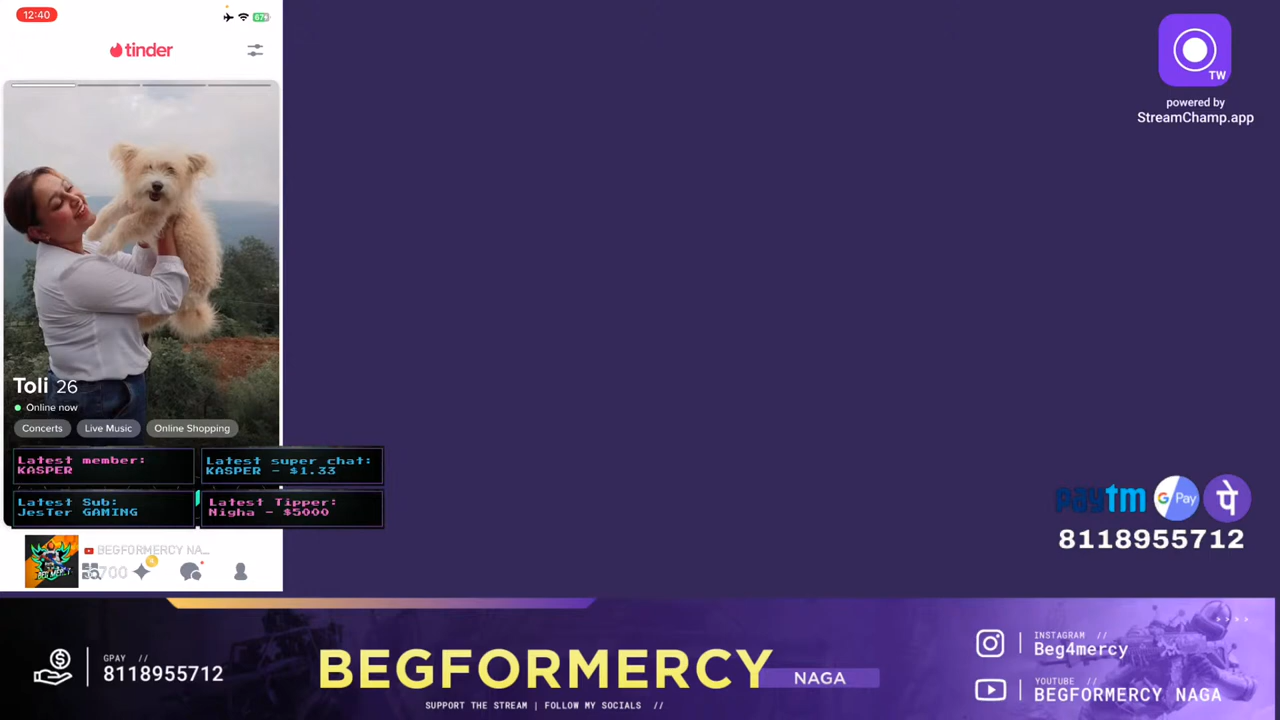 12:40
67+
tinder
TW
powered by
StreamChamp.app
Toli 26
Online now
Concerts
Live Music
Online Shopping
Latest member:
KASPER
Latest super chat:
KASPER - $1.33
Latest Sub:
JesTer GAMING
Latest Tipper:
Nigha - $5000
BEGFORMERCY NA...
paytm
G Pay
पे
8118955712
GPAY //
8118955712
BEGFORMERCY
NAGA
SUPPORT THE STREAM | FOLLOW MY SOCIALS //
> > > >
INSTAGRAM //
Beg4mercy
YOUTUBE //
BEGFORMERCY NAGA